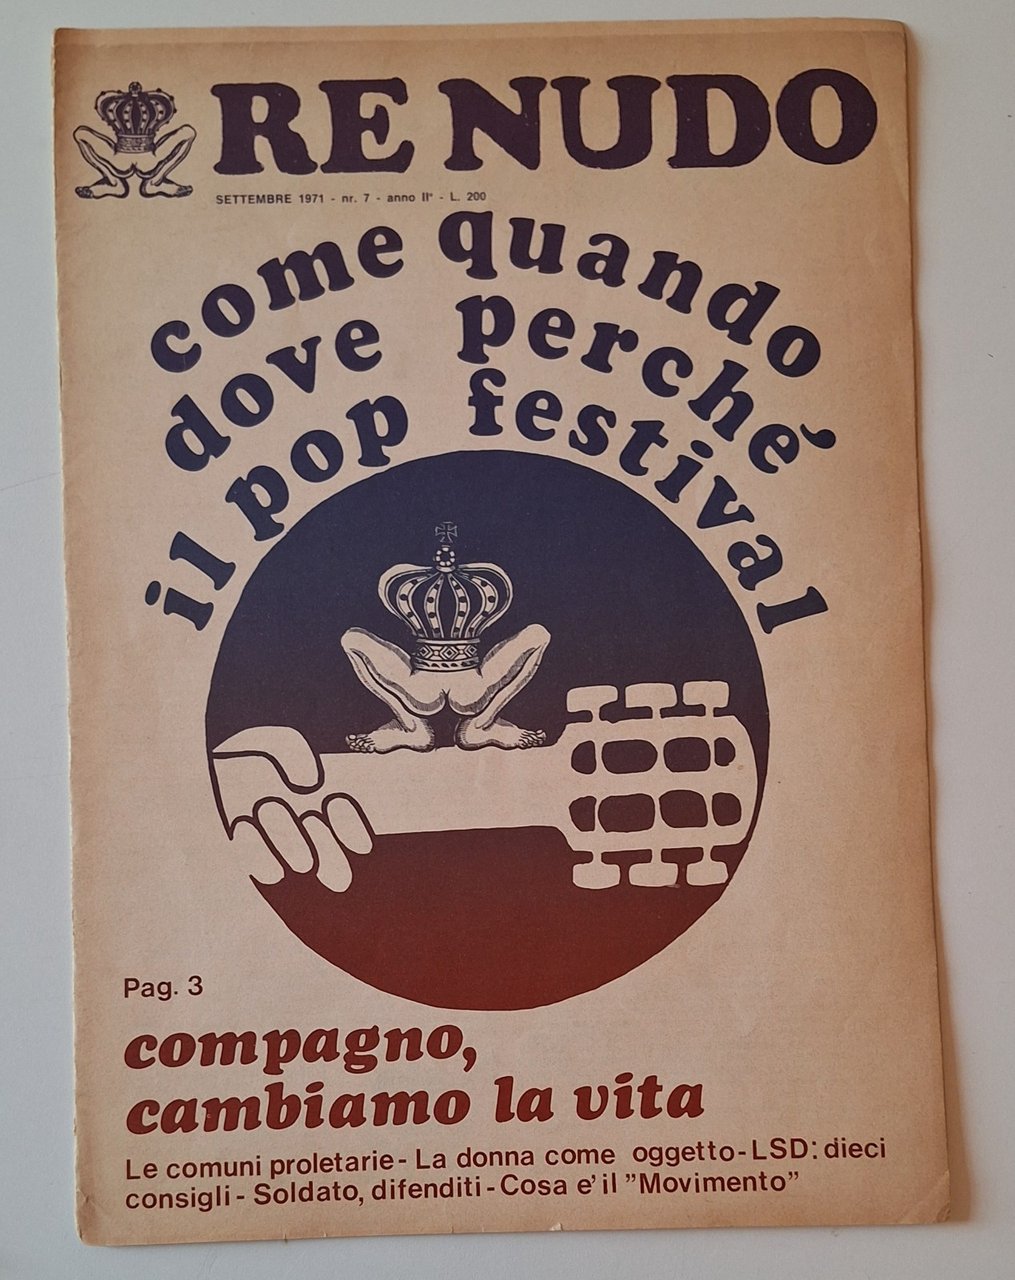 RE NUDO
SETTEMBRE 1971 - nr. 7 - anno II° - L. 200
come quando
dove perché
il pop festival
Pag. 3
compagno,
cambiamo la vita
Le comuni proletarie - La donna come oggetto - LSD: dieci
consigli - Soldato, difenditi - Cosa e' il "Movimento"